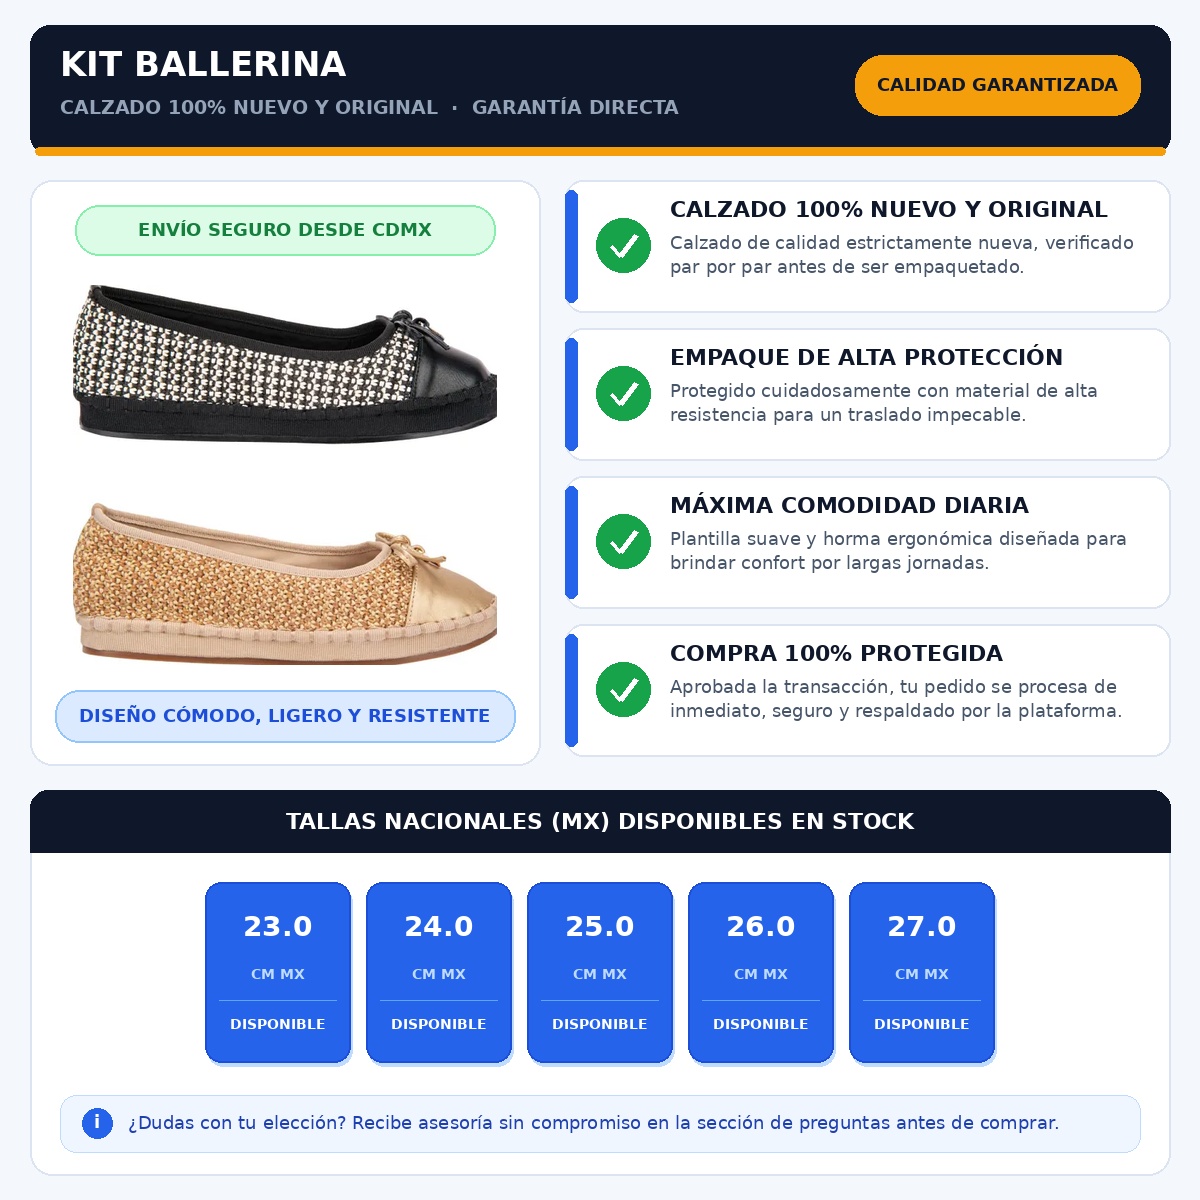 KIT BALLERINA
CALZADO 100% NUEVO Y ORIGINAL · GARANTÍA DIRECTA
CALIDAD GARANTIZADA
ENVÍO SEGURO DESDE CDMX
DISEÑO CÓMODO, LIGERO Y RESISTENTE
CALZADO 100% NUEVO Y ORIGINAL
Calzado de calidad estrictamente nueva, verificado
par por par antes de ser empaquetado.
EMPAQUE DE ALTA PROTECCIÓN
Protegido cuidadosamente con material de alta
resistencia para un traslado impecable.
MÁXIMA COMODIDAD DIARIA
Plantilla suave y horma ergonómica diseñada para
brindar confort por largas jornadas.
COMPRA 100% PROTEGIDA
Aprobada la transacción, tu pedido se procesa de
inmediato, seguro y respaldado por la plataforma.
TALLAS NACIONALES (MX) DISPONIBLES EN STOCK
23.0
CM MX
DISPONIBLE
24.0
CM MX
DISPONIBLE
25.0
CM MX
DISPONIBLE
26.0
CM MX
DISPONIBLE
27.0
CM MX
DISPONIBLE
i ¿Dudas con tu elección? Recibe asesoría sin compromiso en la sección de preguntas antes de comprar.